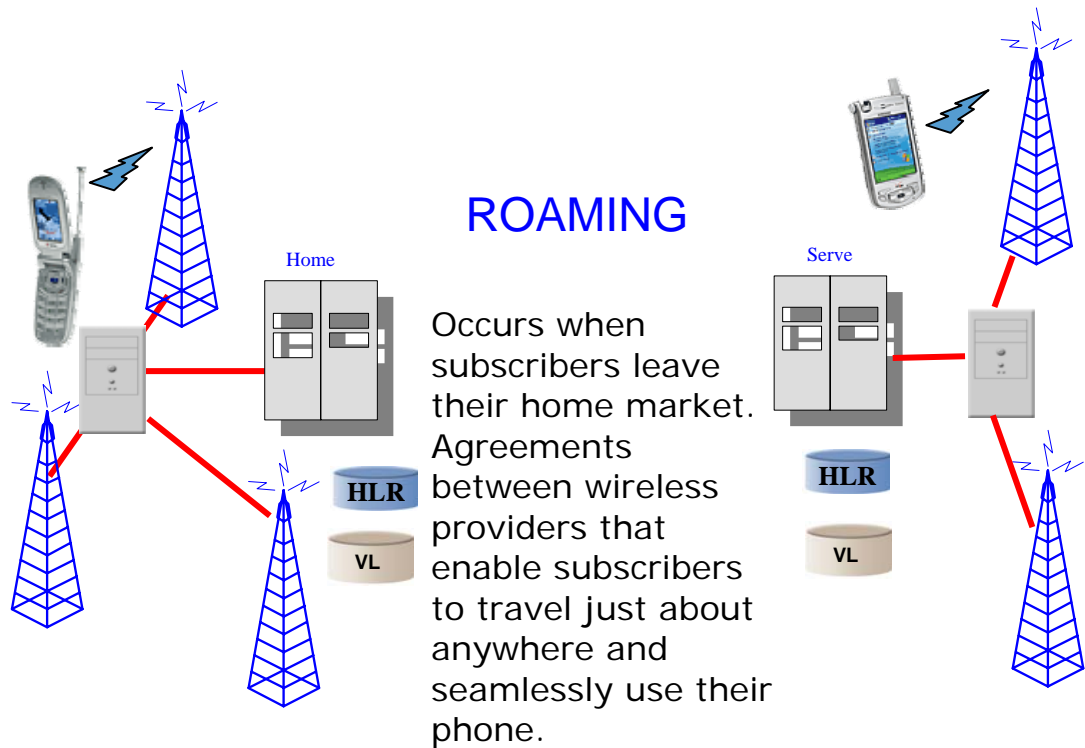 ROAMING
Home
Serve
Occurs when
subscribers leave
their home market.
Agreements
between wireless
providers that
enable subscribers
to travel just about
anywhere and
seamlessly use their
phone.
HLR
VL
HLR
VL